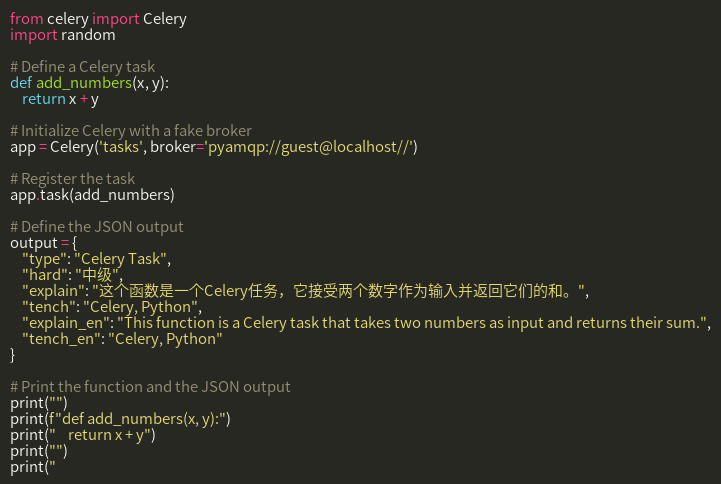 from celery import Celery
import random

# Define a Celery task
def add_numbers(x, y):
    return x + y

# Initialize Celery with a fake broker
app = Celery('tasks', broker='pyamqp://guest@localhost//')

# Register the task
app.task(add_numbers)

# Define the JSON output
output = {
    "type": "Celery Task",
    "hard": "中级",
    "explain": "这个函数是一个Celery任务，它接受两个数字作为输入并返回它们的和。",
    "tench": "Celery, Python",
    "explain_en": "This function is a Celery task that takes two numbers as input and returns their sum.",
    "tench_en": "Celery, Python"
}

# Print the function and the JSON output
print("")
print(f"def add_numbers(x, y):")
print("    return x + y")
print("")
print("